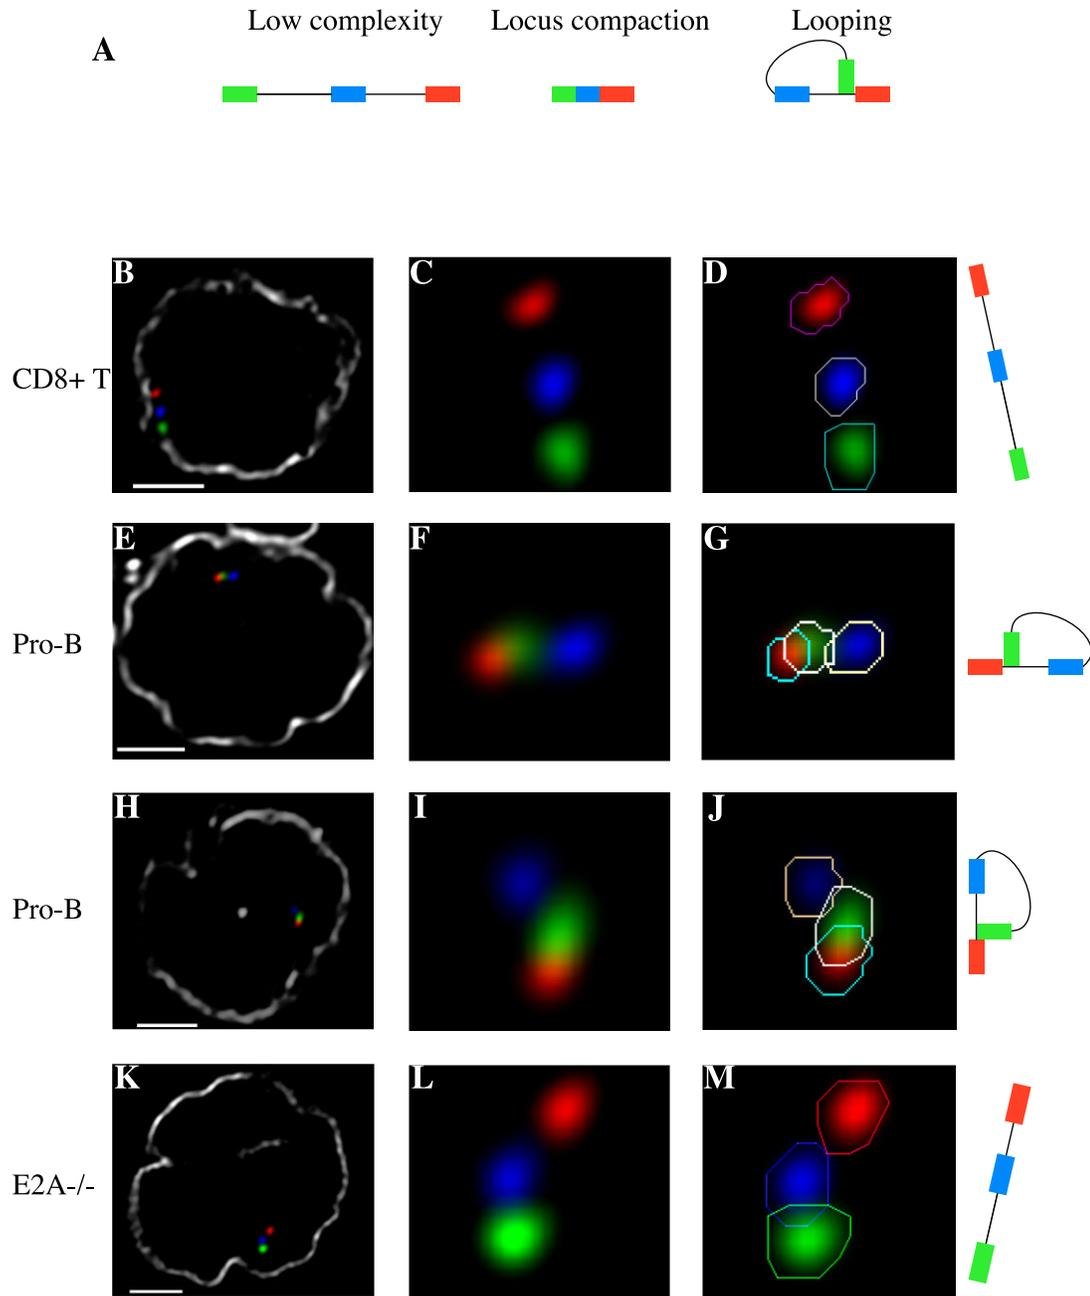 Low complexity Locus compaction Looping
A
B C D
CD8+ T
E F G
Pro-B
H I J
Pro-B
K L M
E2A-/-